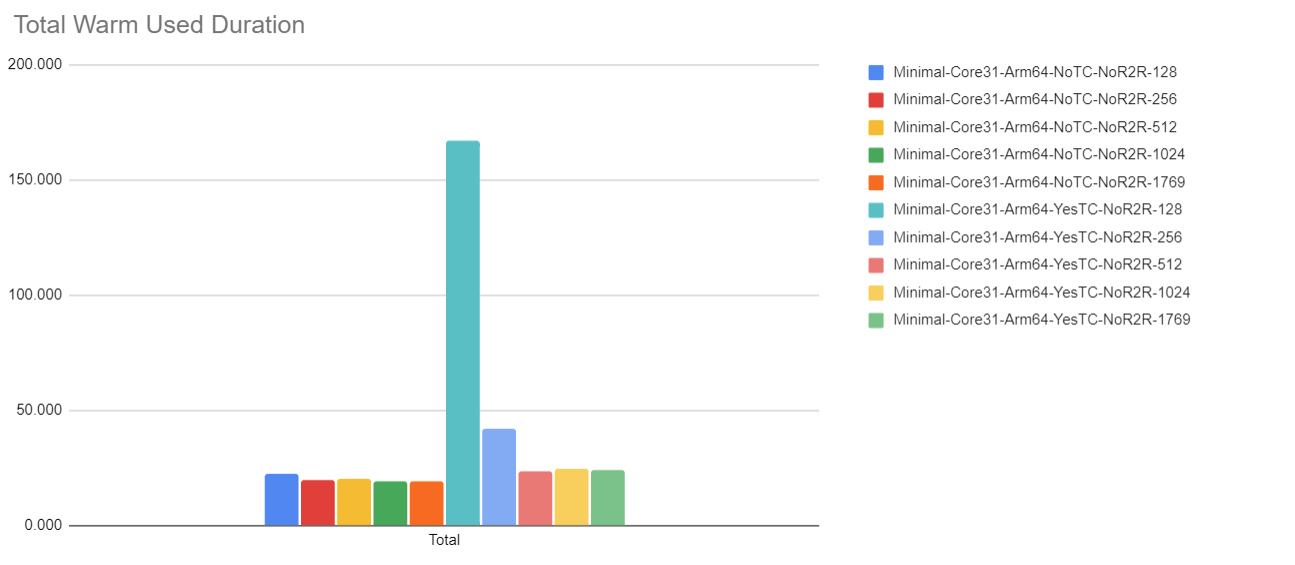 Total Warm Used Duration
200.000
150.000
100.000
50.000
0.000
Total
Minimal-Core31-Arm64-NoTC-NoR2R-128
Minimal-Core31-Arm64-NoTC-NoR2R-256
Minimal-Core31-Arm64-NoTC-NoR2R-512
Minimal-Core31-Arm64-NoTC-NoR2R-1024
Minimal-Core31-Arm64-NoTC-NoR2R-1769
Minimal-Core31-Arm64-YesTC-NoR2R-128
Minimal-Core31-Arm64-YesTC-NoR2R-256
Minimal-Core31-Arm64-YesTC-NoR2R-512
Minimal-Core31-Arm64-YesTC-NoR2R-1024
Minimal-Core31-Arm64-YesTC-NoR2R-1769